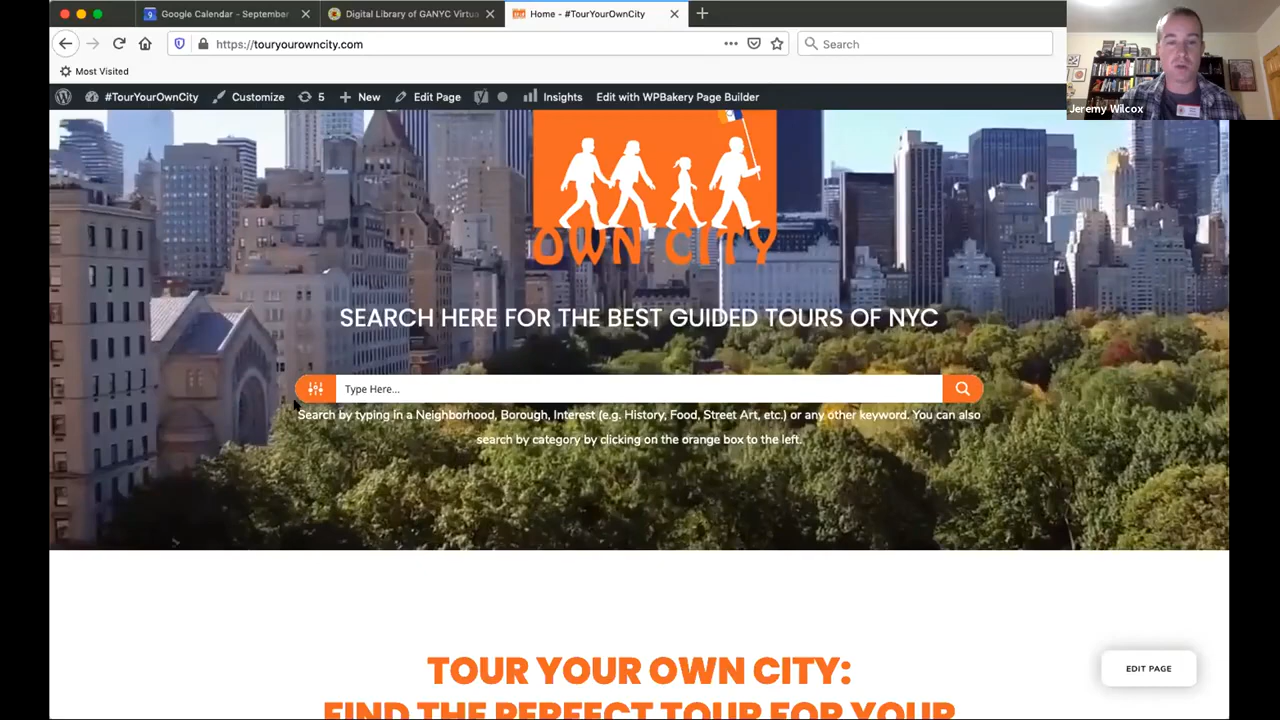 Google Calendar - September
Digital Library of GANYC Virtua
Home - #TourYourOwnCity
https://touryourowncity.com
Search
Most Visited
#TourYourOwnCity
Customize
5
New
Edit Page
Insights
Edit with WPBakery Page Builder
Jeremy Wilcox
OWN CITY
SEARCH HERE FOR THE BEST GUIDED TOURS OF NYC
Type Here...
Search by typing in a Neighborhood, Borough, Interest (e.g. History, Food, Street Art, etc.) or any other keyword. You can also
search by category by clicking on the orange box to the left.
TOUR YOUR OWN CITY:
FIND THE PERFECT TOUR FOR YOUR
EDIT PAGE